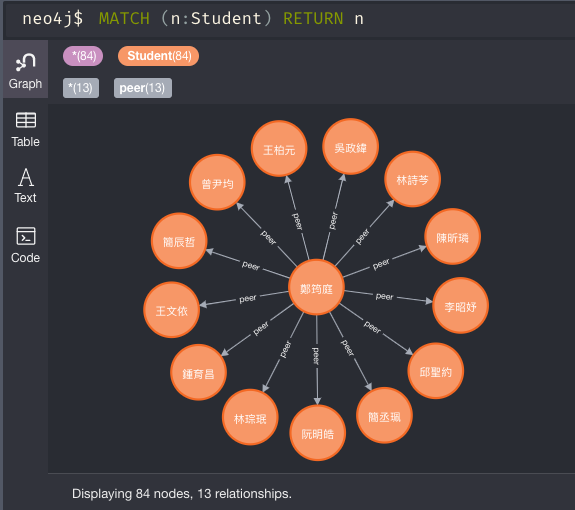 neo4j$ MATCH (n:Student) RETURN n
*(84) Student(84)
*(13) peer(13)
Graph
Table
Text
Code
王柏元
吳政緯
曾尹均
林詩芩
peer
peer
peer
peer
龍辰哲
陳昕瑞
peer
peer
鄭筠庭
王文依
peer
peer
李昭妤
peer
peer
鍾育昌
peer
peer
peer
邱聖約
林琮珉
阮明皓
簡丞珮
Displaying 84 nodes, 13 relationships.